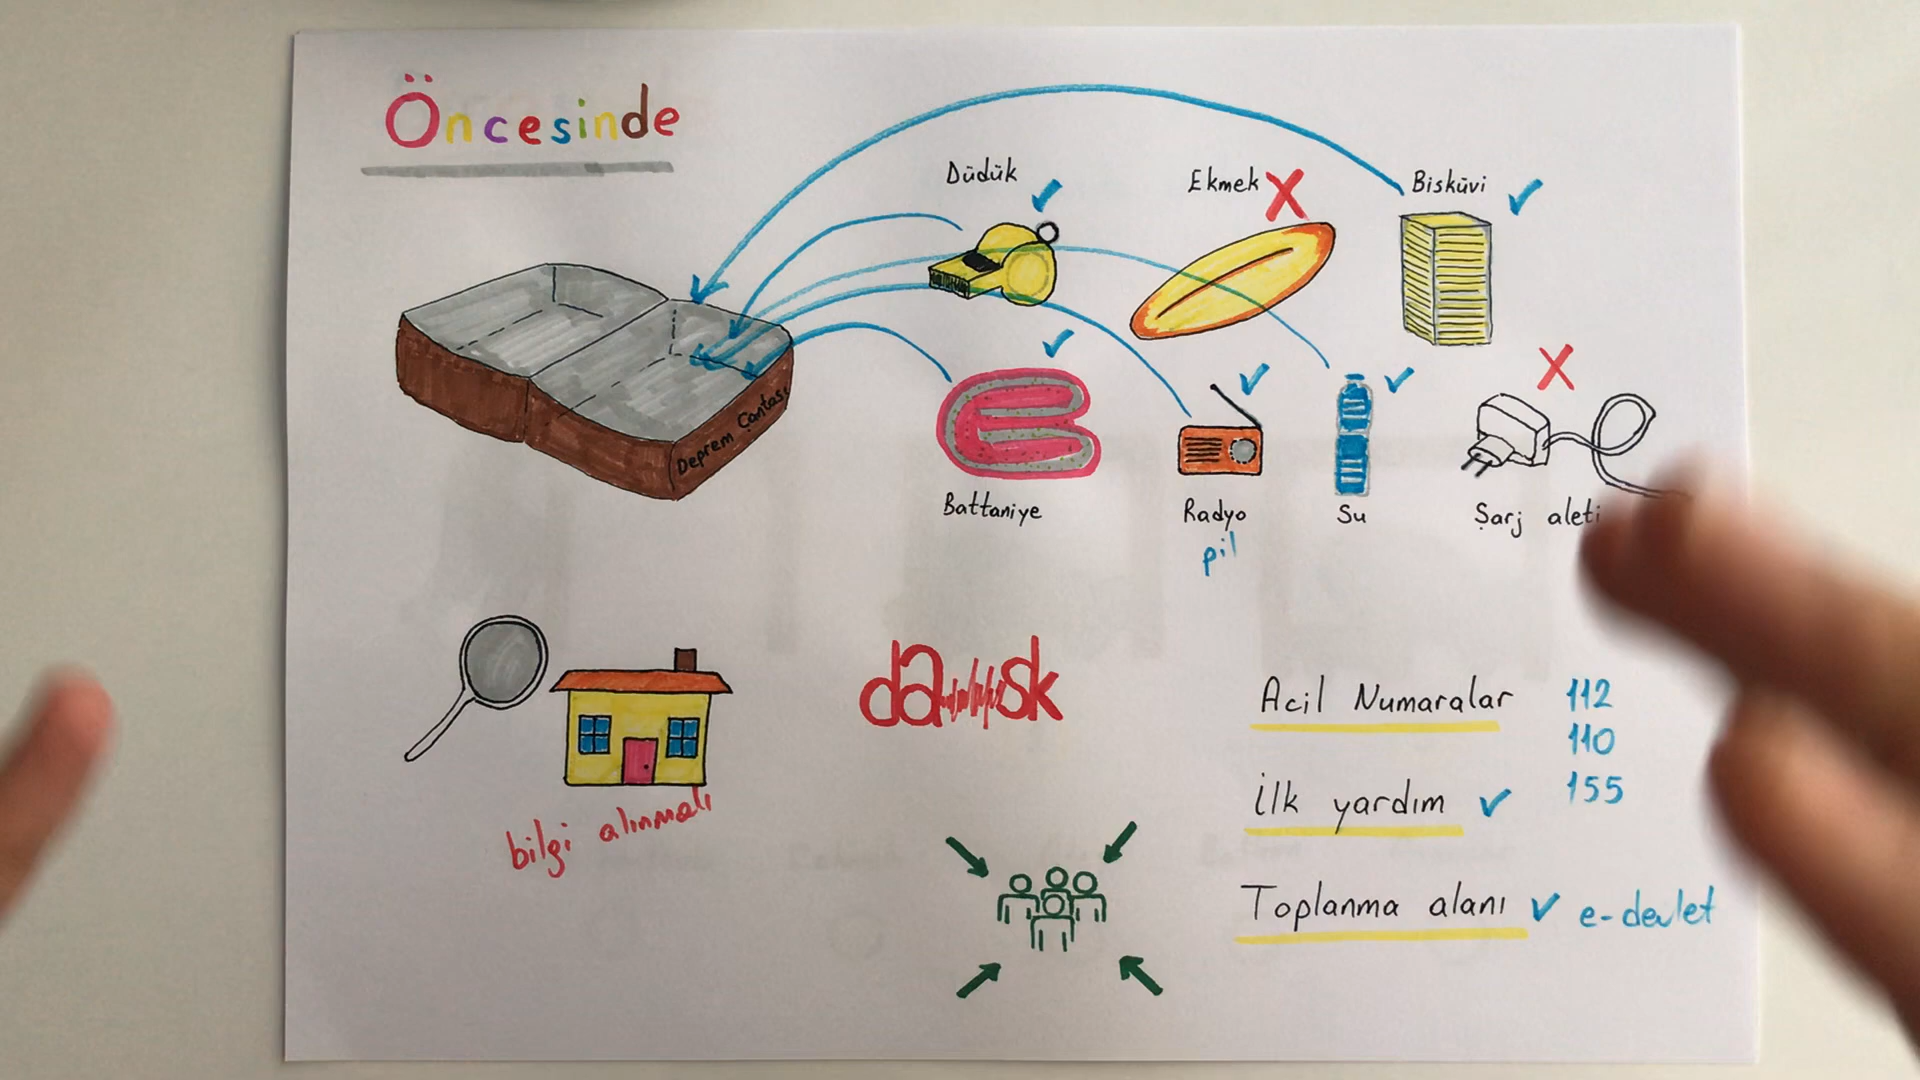 Öncesinde
Düdük
Ekmek
Bisküvi
Deprem Çantası
Battaniye
Radyo
pil
Su
Şarj aleti
dask
bilgi alınmalı
Acil Numaralar
112
110
155
İlk yardım
Toplanma alanı
e-devlet